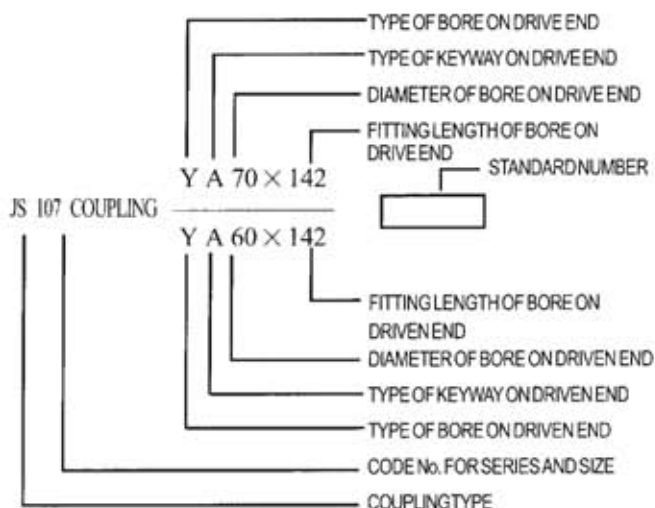 TYPE OF BORE ON DRIVE END
TYPE OF KEYWAY ON DRIVE END
DIAMETER OF BORE ON DRIVE END
FITTING LENGTH OF BORE ON
DRIVE END
STANDARD NUMBER
Y A 70 × 142
JS 107 COUPLING
Y A 60 × 142
FITTING LENGTH OF BORE ON
DRIVEN END
DIAMETER OF BORE ON DRIVEN END
TYPE OF KEYWAY ON DRIVEN END
TYPE OF BORE ON DRIVEN END
CODE No. FOR SERIES AND SIZE
COUPLING TYPE